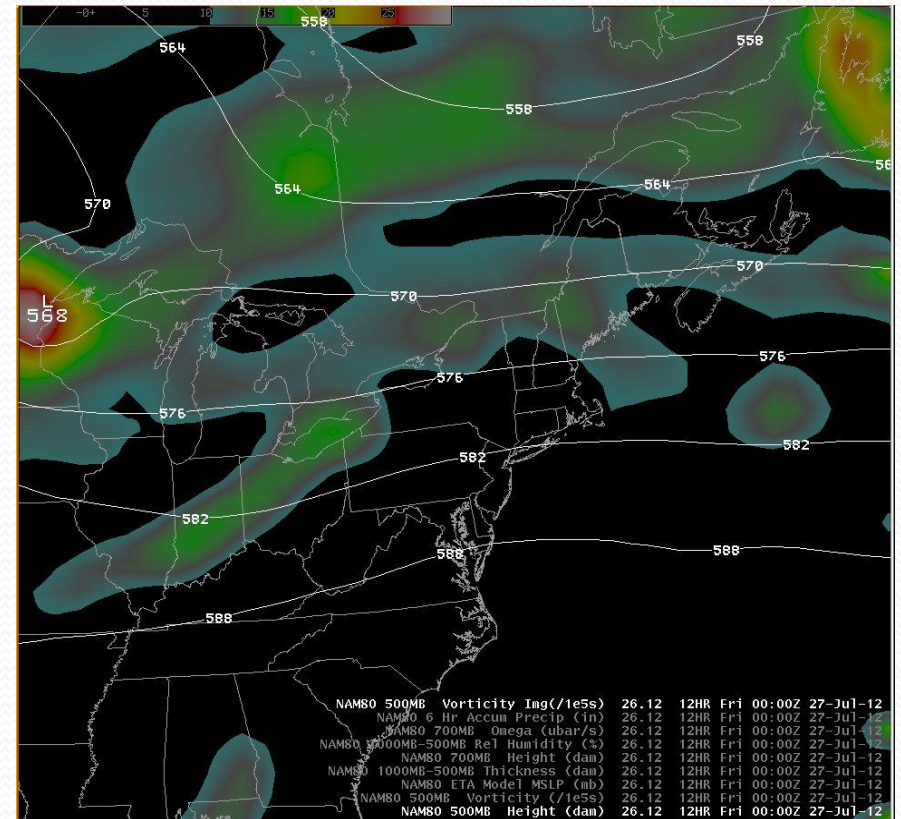 -0+ 5 10 15 20 25
558
564
558
558
564
564
56
570
570
570
L
568
576
576
576
582
582
582
588
588
588
NAM80 500MB Vorticity Img(/1e5s) 26.12 12HR Fri 00:00Z 27-Jul-12
NAM80 6 Hr Accum Precip (in) 26.12 12HR Fri 00:00Z 27-Jul-12
NAM80 700MB Omega (ubar/s) 26.12 12HR Fri 00:00Z 27-Jul-12
NAM80 1000MB-500MB Rel Humidity (%) 26.12 12HR Fri 00:00Z 27-Jul-12
NAM80 700MB Height (dam) 26.12 12HR Fri 00:00Z 27-Jul-12
NAM80 1000MB-500MB Thickness (dam) 26.12 12HR Fri 00:00Z 27-Jul-12
NAM80 ETA Model MSLP (mb) 26.12 12HR Fri 00:00Z 27-Jul-12
NAM80 500MB Vorticity (/1e5s) 26.12 12HR Fri 00:00Z 27-Jul-12
NAM80 500MB Height (dam) 26.12 12HR Fri 00:00Z 27-Jul-12